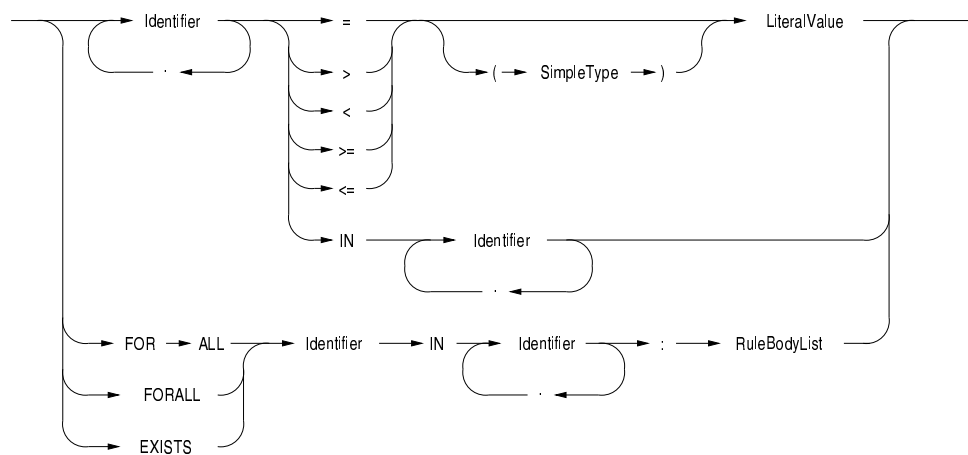 Identifier = LiteralValue
. > ( SimpleType )
<
>=
<=
IN Identifier
.
FOR ALL Identifier IN Identifier : RuleBodyList
FORALL .
EXISTS